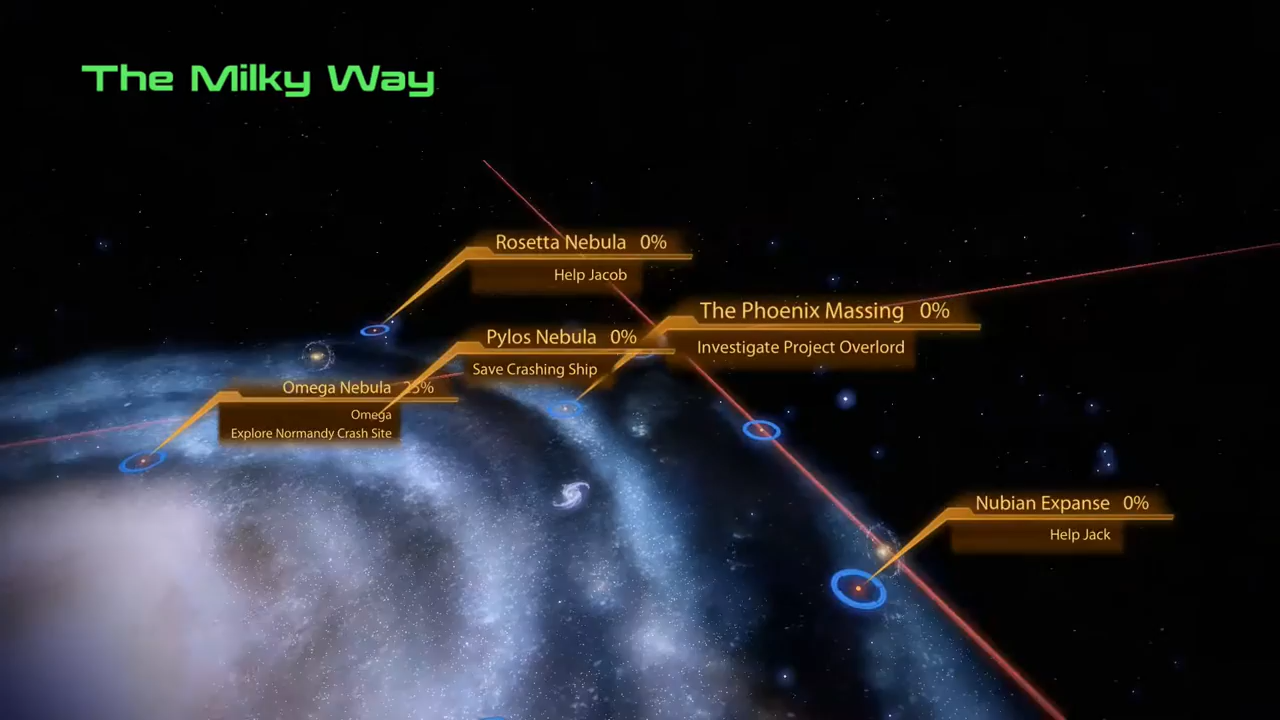 The Milky Way
Rosetta Nebula 0%
Help Jacob
The Phoenix Massing 0%
Investigate Project Overlord
Pylos Nebula 0%
Save Crashing Ship
Omega Nebula 25%
Omega
Explore Normandy Crash Site
Nubian Expanse 0%
Help Jack